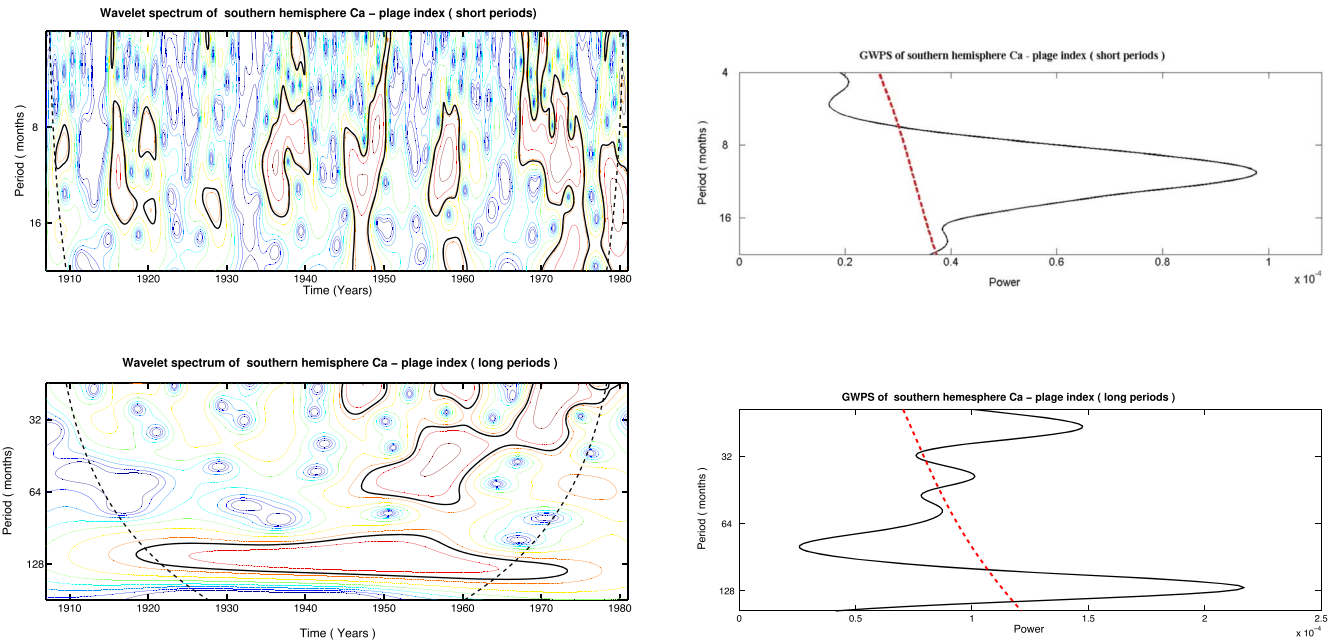 Wavelet spectrum of southern hemisphere Ca – plage index ( short periods)
Period ( months )
8
16
1910 1920 1930 1940 1950 1960 1970 1980
Time (Years)
GWPS of southern hemisphere Ca - plage index ( short periods )
Period ( months )
4
8
12
16
0 0.2 0.4 0.6 0.8 1
Power
x 10⁻⁴
Wavelet spectrum of southern hemisphere Ca – plage index ( long periods )
Period ( months)
32
64
128
1910 1920 1930 1940 1950 1960 1970 1980
Time ( Years )
GWPS of southern hemesphere Ca – plage index ( long periods )
Period ( months )
32
64
128
0 0.5 1 1.5 2 2.5
Power
x 10⁻⁴